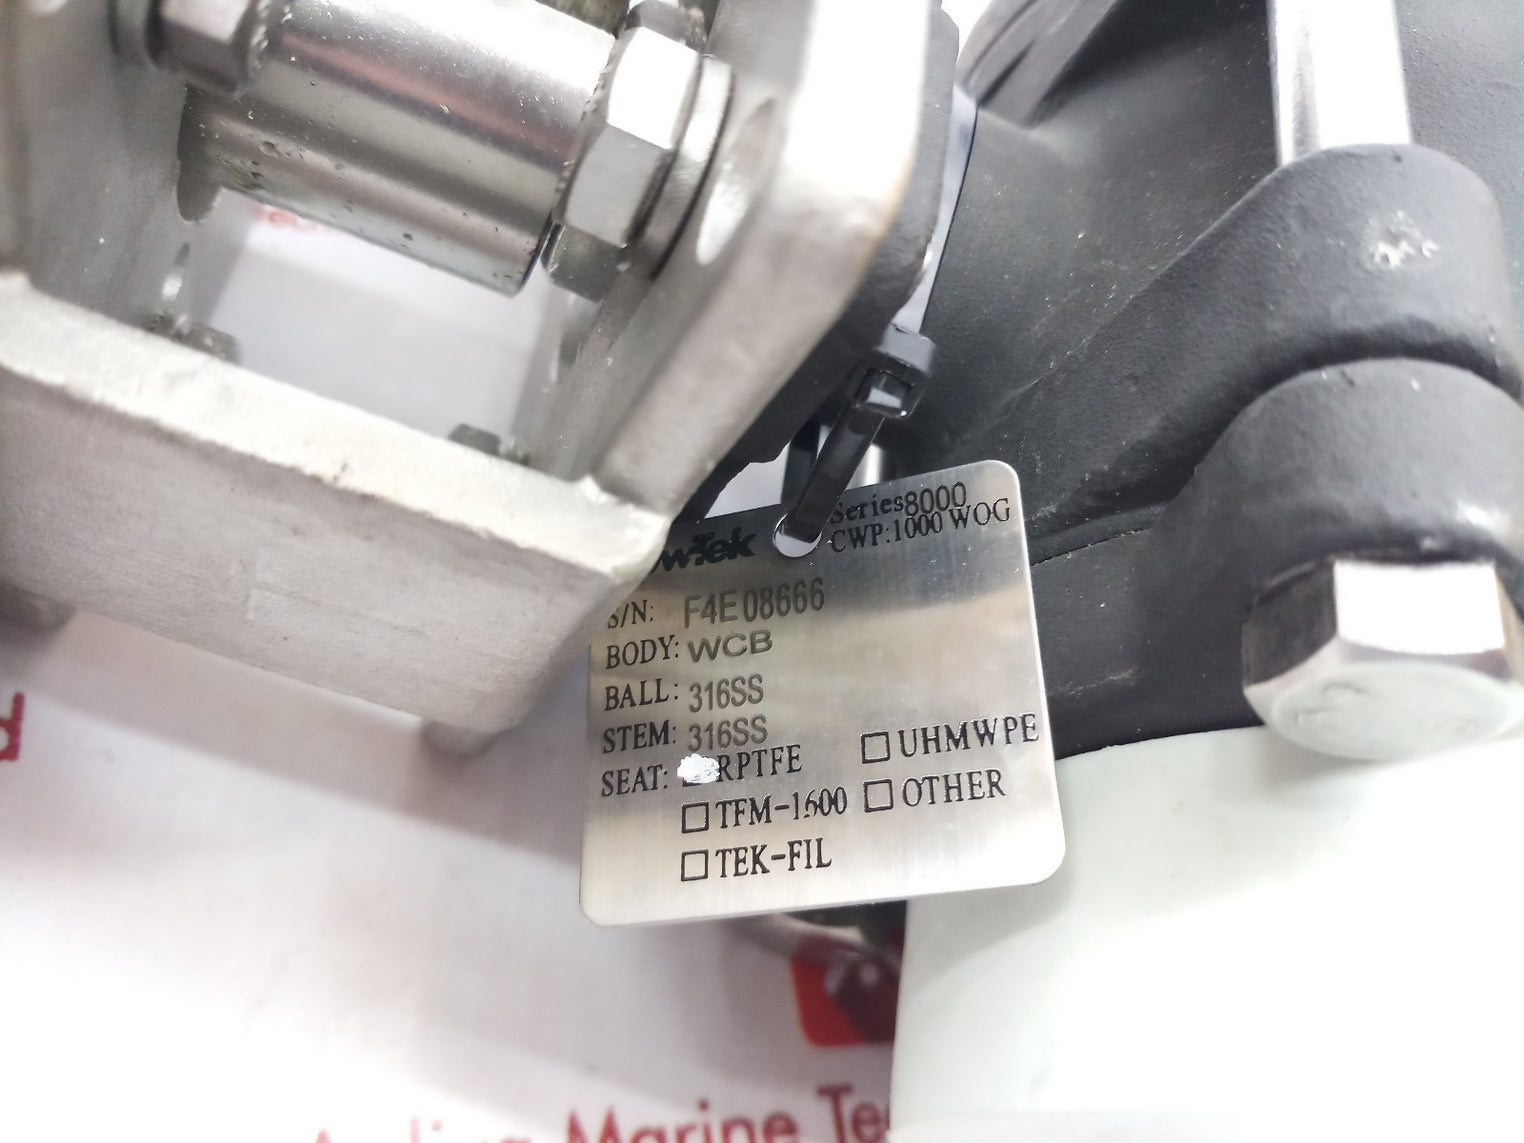 Series8000
CWP:1000 WOG
S/N: F4E08666
BODY: WCB
BALL: 316SS
STEM: 316SS
SEAT: RPTFE UHMWPE
TFM-1600 OTHER
TEK-FIL
Marine